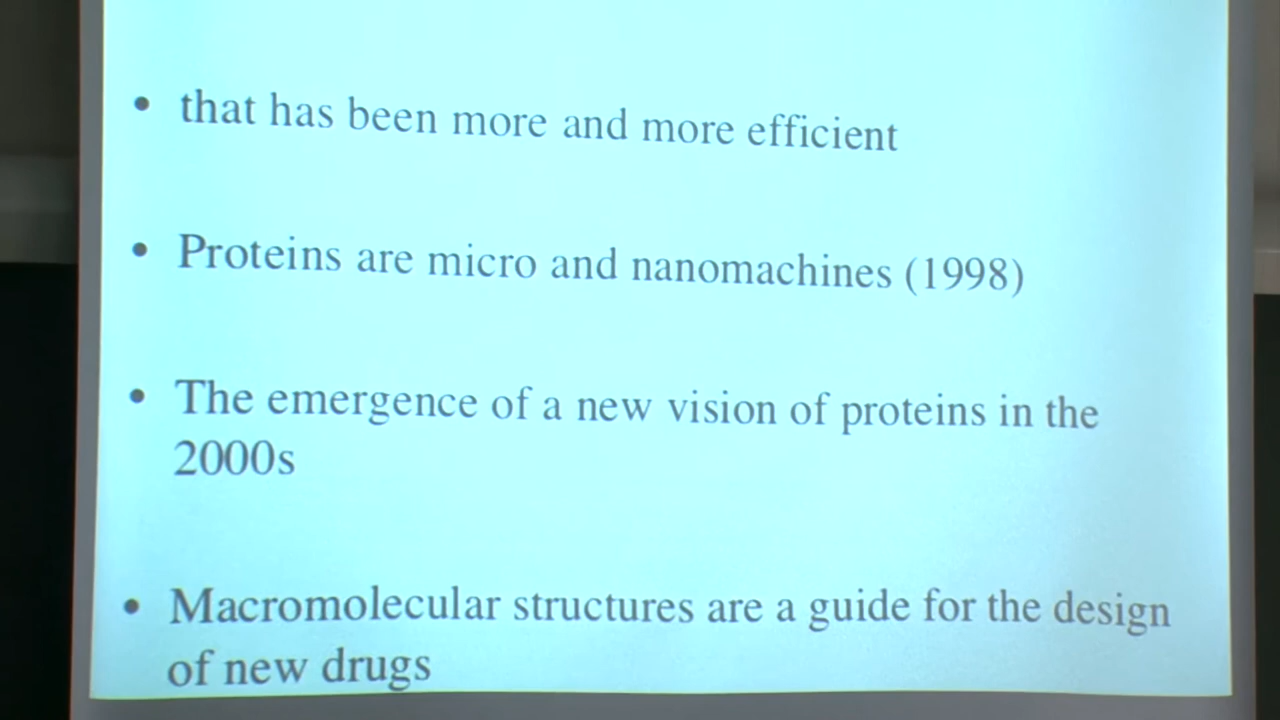 • that has been more and more efficient
• Proteins are micro and nanomachines (1998)
• The emergence of a new vision of proteins in the
2000s
• Macromolecular structures are a guide for the design
of new drugs